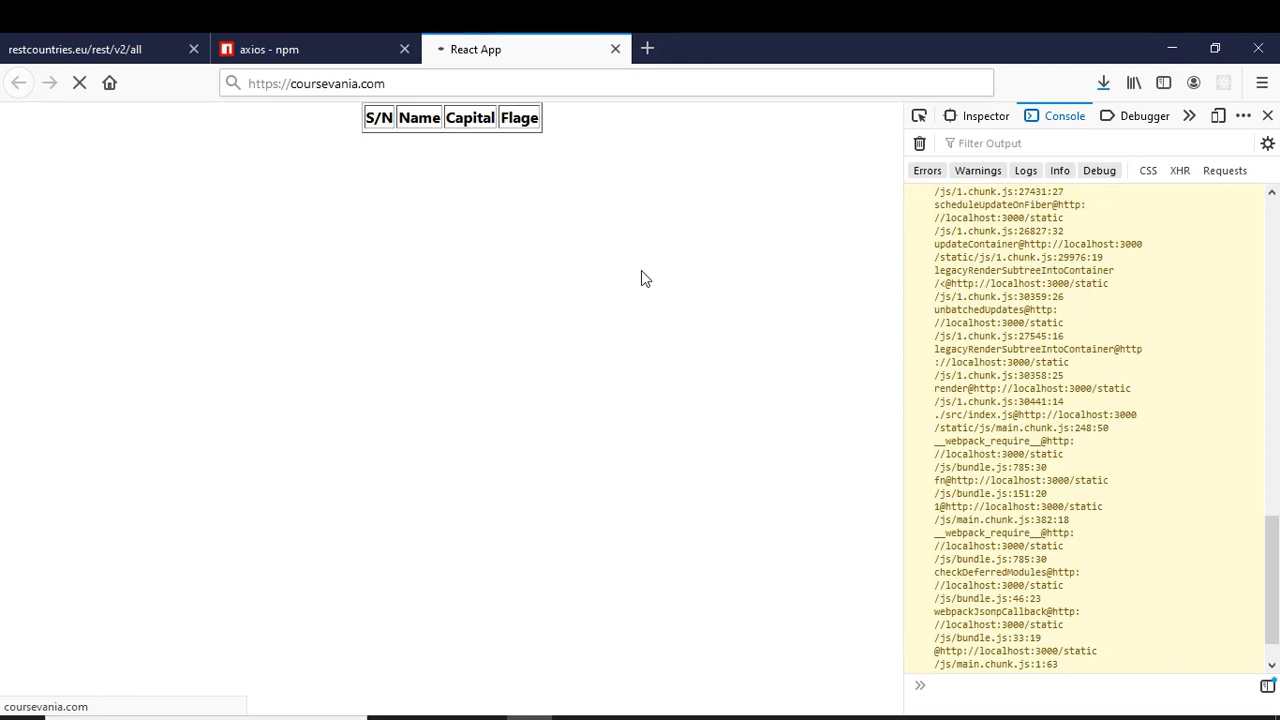 restcountries.eu/rest/v2/all
axios - npm
React App
https://coursevania.com
S/N Name Capital Flage
Inspector
Console
Debugger
Filter Output
Errors Warnings Logs Info Debug CSS XHR Requests
/js/1.chunk.js:27431:27
scheduleUpdateOnFiber@http:
//localhost:3000/static
/js/1.chunk.js:26827:32
updateContainer@http://localhost:3000
/static/js/1.chunk.js:29976:19
legacyRenderSubtreeIntoContainer
/<@http://localhost:3000/static
/js/1.chunk.js:30359:26
unbatchedUpdates@http:
//localhost:3000/static
/js/1.chunk.js:27545:16
legacyRenderSubtreeIntoContainer@http
://localhost:3000/static
/js/1.chunk.js:30358:25
render@http://localhost:3000/static
/js/1.chunk.js:30441:14
./src/index.js@http://localhost:3000
/static/js/main.chunk.js:248:50
__webpack_require__@http:
//localhost:3000/static
/js/bundle.js:785:30
fn@http://localhost:3000/static
/js/bundle.js:151:20
1@http://localhost:3000/static
/js/main.chunk.js:382:18
__webpack_require__@http:
//localhost:3000/static
/js/bundle.js:785:30
checkDeferredModules@http:
//localhost:3000/static
/js/bundle.js:46:23
webpackJsonpCallback@http:
//localhost:3000/static
/js/bundle.js:33:19
@http://localhost:3000/static
/js/main.chunk.js:1:63
coursevania.com